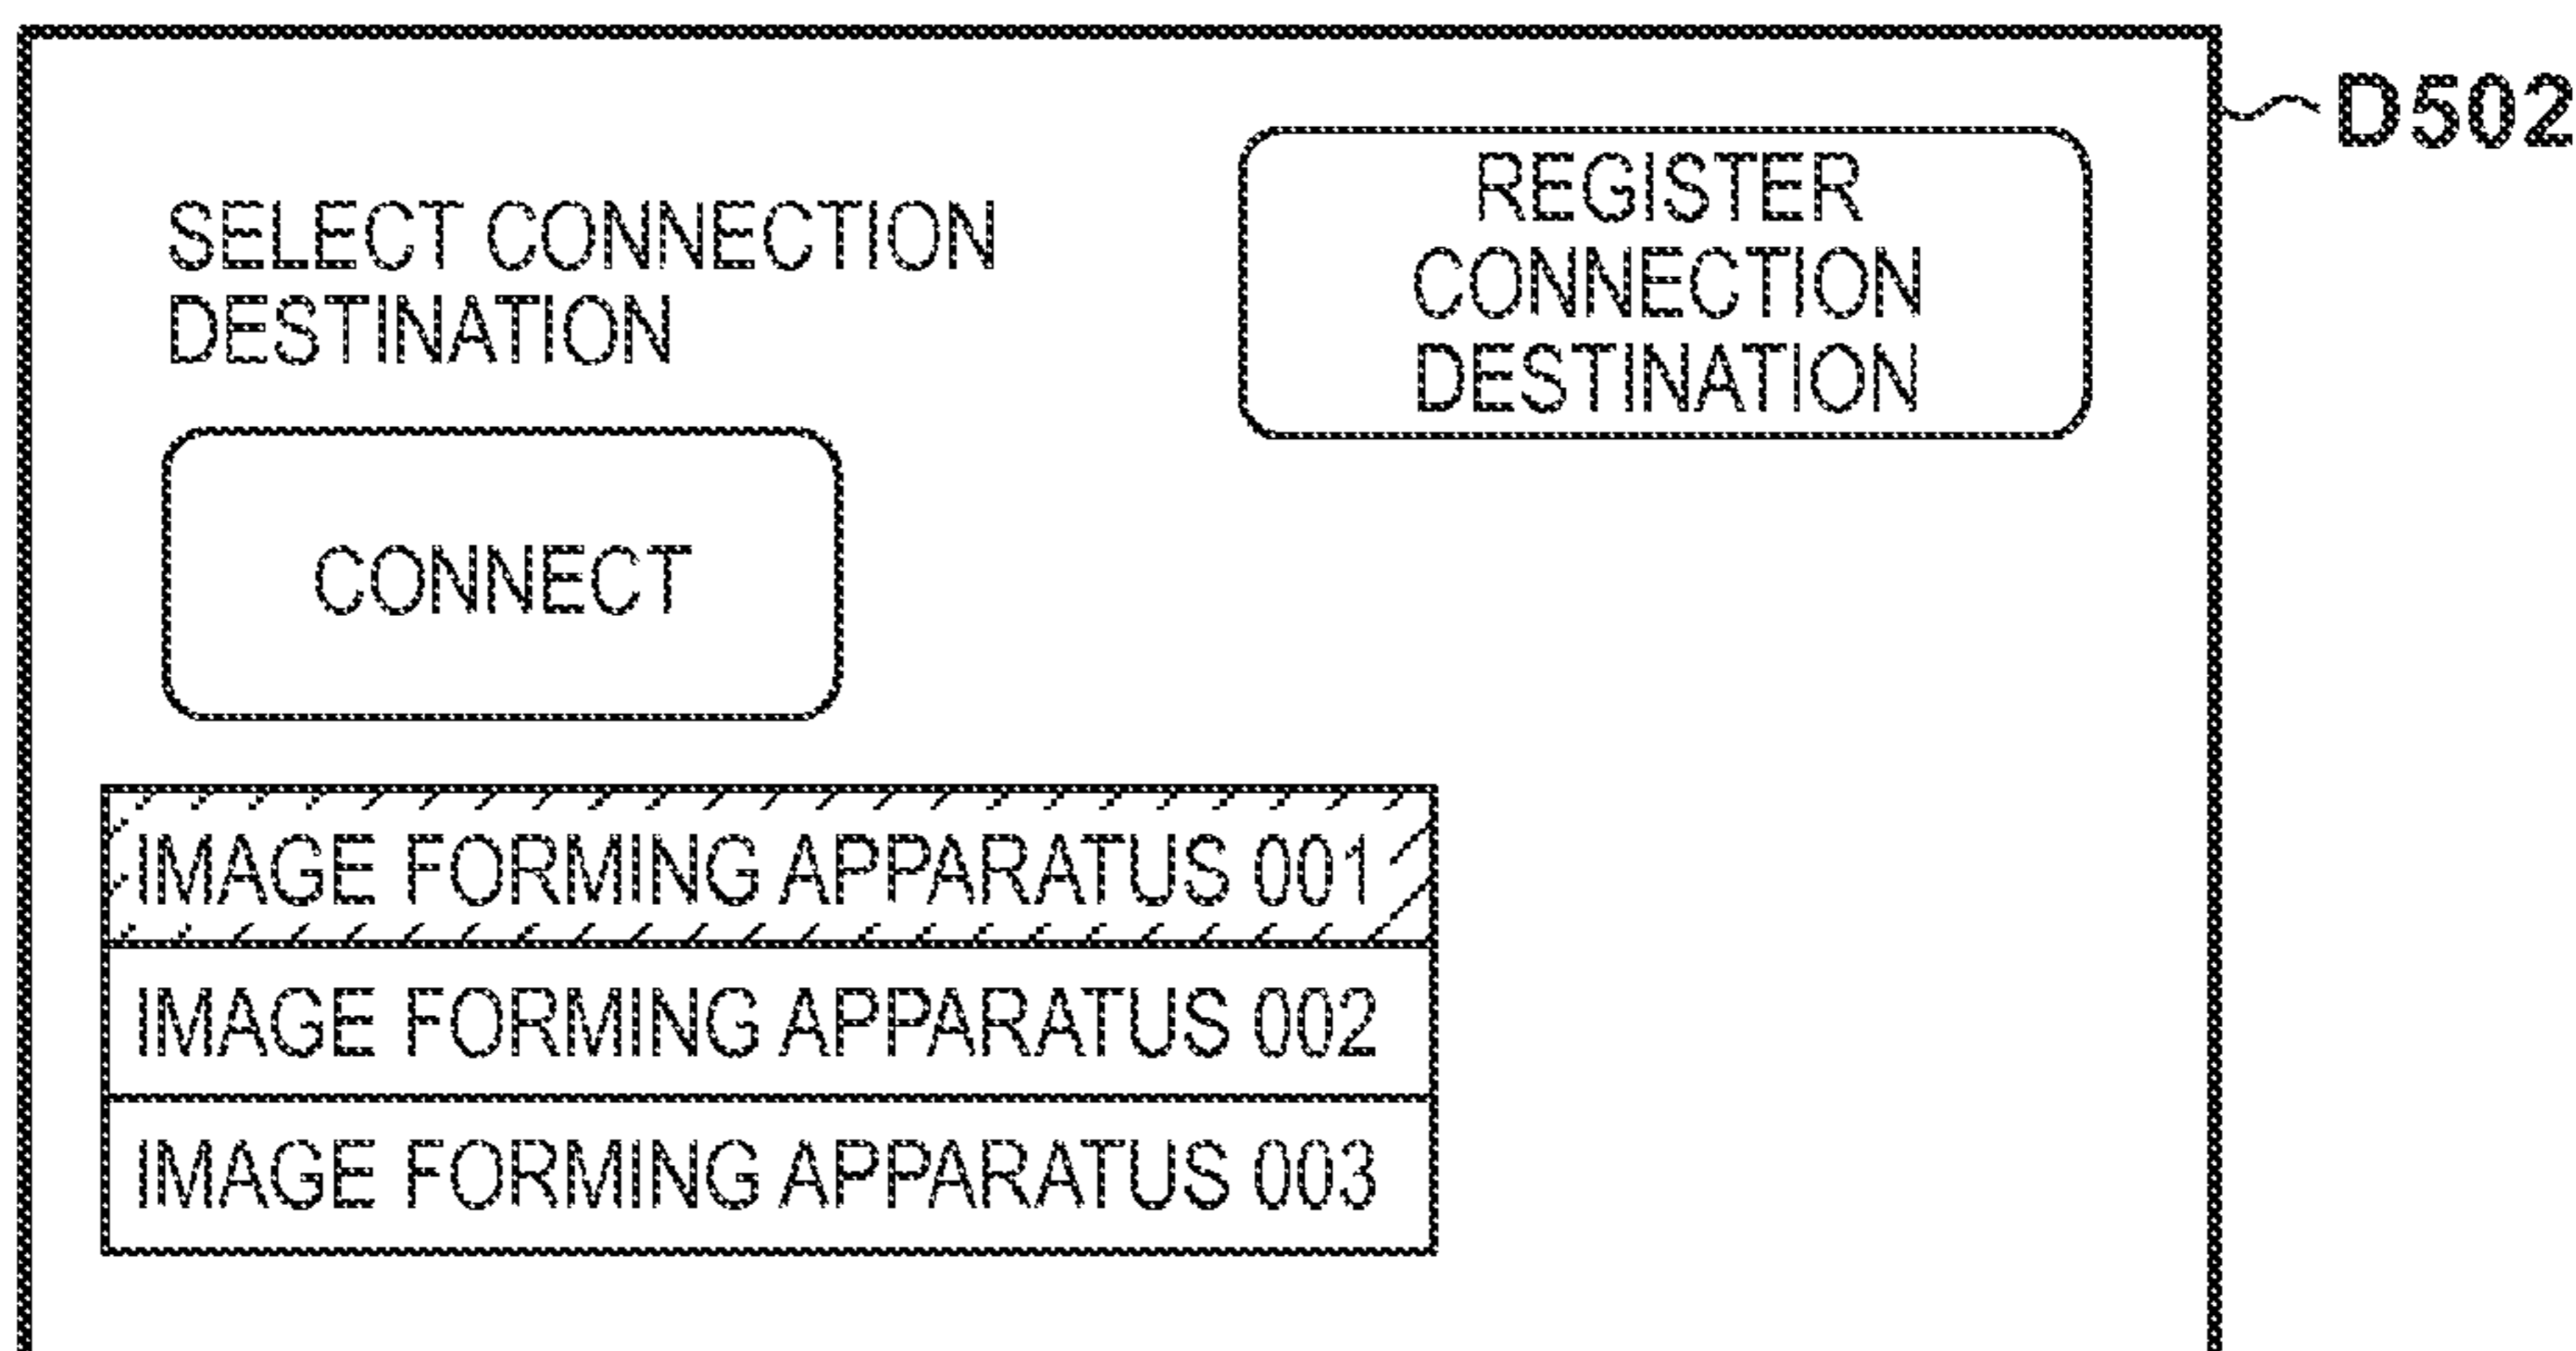 D502
SELECT CONNECTION
DESTINATION
REGISTER
CONNECTION
DESTINATION
CONNECT
IMAGE FORMING APPARATUS 001
IMAGE FORMING APPARATUS 002
IMAGE FORMING APPARATUS 003